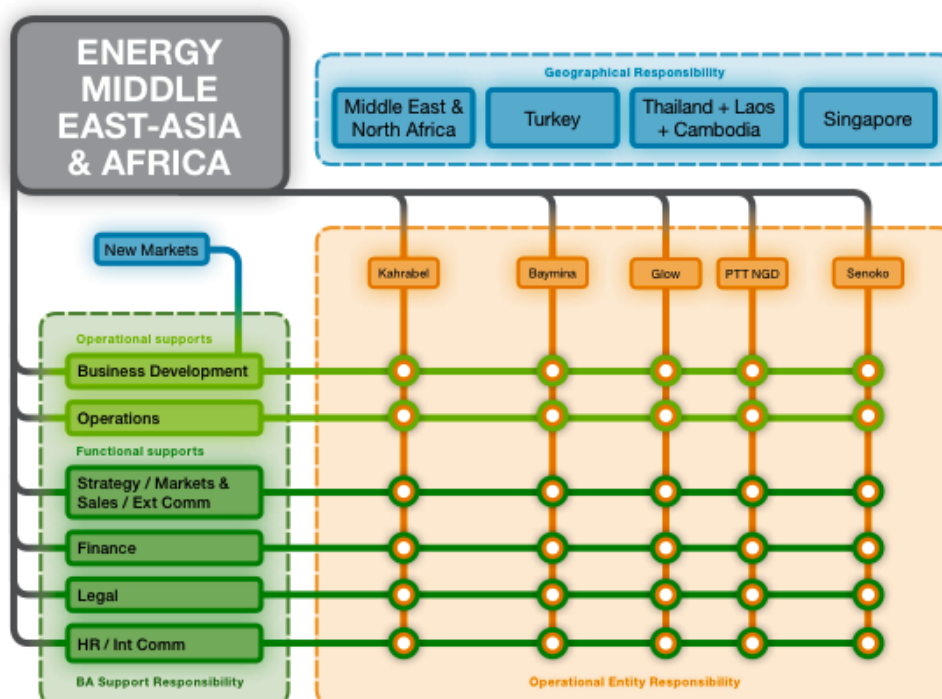 ENERGY
MIDDLE
EAST-ASIA
& AFRICA
Geographical Responsibility
Middle East &
North Africa
Turkey
Thailand + Laos
+ Cambodia
Singapore
New Markets
Kahrabel
Baymina
Glow
PTT NGD
Senoko
Operational supports
Business Development
Operations
Functional supports
Strategy / Markets &
Sales / Ext Comm
Finance
Legal
HR / Int Comm
BA Support Responsibility
Operational Entity Responsibility